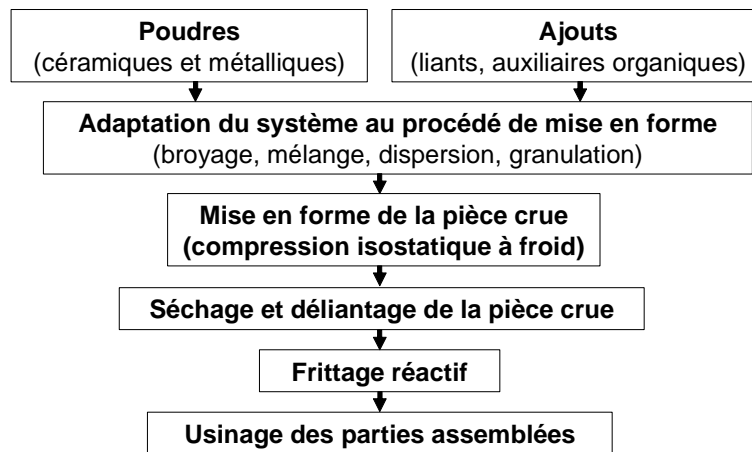 Poudres
(céramiques et métalliques)
Ajouts
(liants, auxiliaires organiques)
Adaptation du système au procédé de mise en forme
(broyage, mélange, dispersion, granulation)
Mise en forme de la pièce crue
(compression isostatique à froid)
Séchage et déliantage de la pièce crue
Frittage réactif
Usinage des parties assemblées